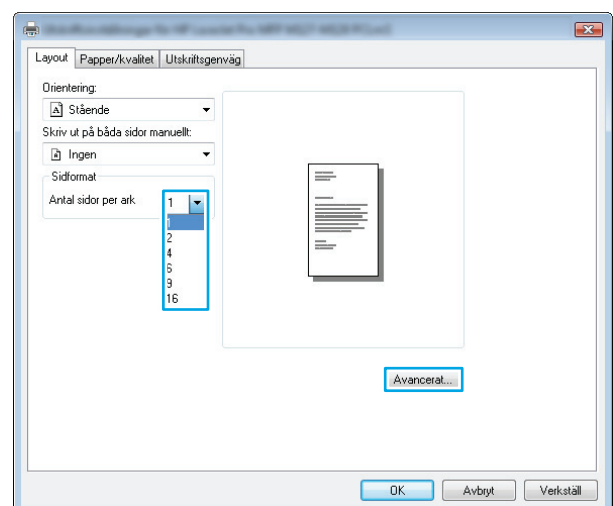 Layout
Papper/kvalitet
Utskriftsgenväg
Orientering:
Stående
Skriv ut på båda sidor manuellt:
Ingen
Sidformat
Antal sidor per ark
1
1
2
4
6
9
16
Avancerat...
OK
Avbryt
Verkställ